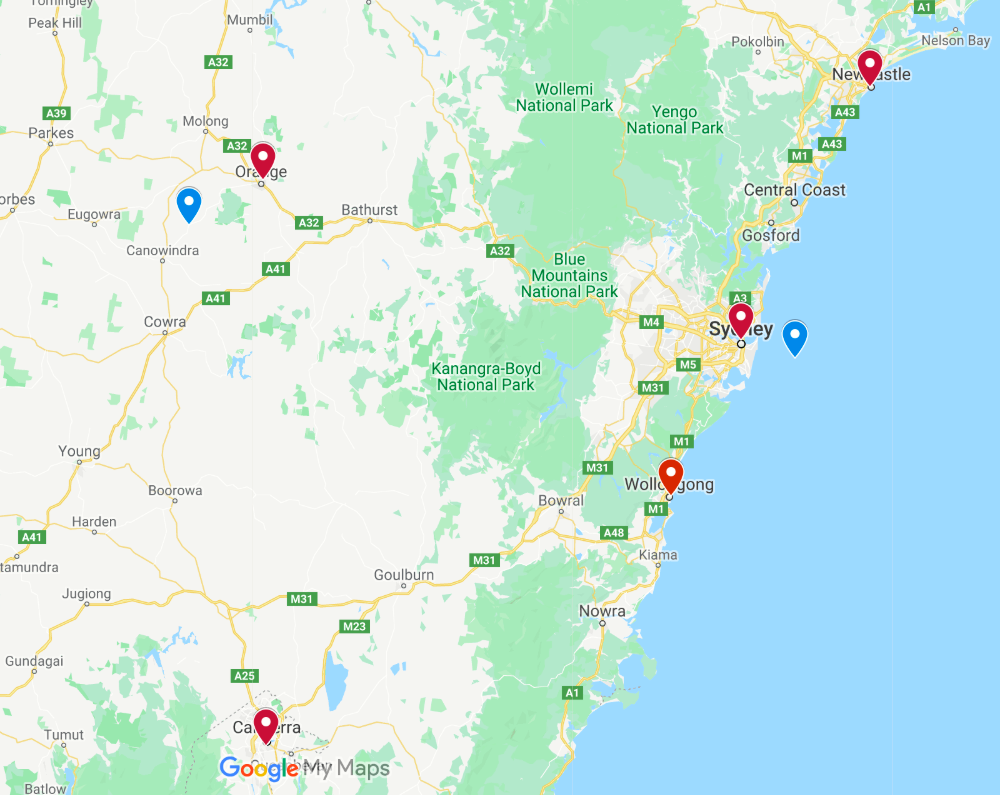 Tomingley
A1
Peak Hill
Mumbil
Pokolbin
Nelson Bay
A32
Newcastle
Wollemi
National Park
A39
Yengo
National Park
A43
Parkes
Molong
A32
A43
M1
Orange
Central Coast
Eugowra
Bathurst
A32
Gosford
Canowindra
A32
A41
Blue
Mountains
National Park
A41
A3
Cowra
M4
Sydney
M5
Kanangra-Boyd
National Park
M31
M1
Young
M31
Wollongong
Boorowa
Bowral
M1
Harden
A48
A41
Kiama
M31
Goulburn
Jugiong
M31
Nowra
M23
Gundagai
A25
A1
Canberra
Tumut
Google My Maps
Batlow